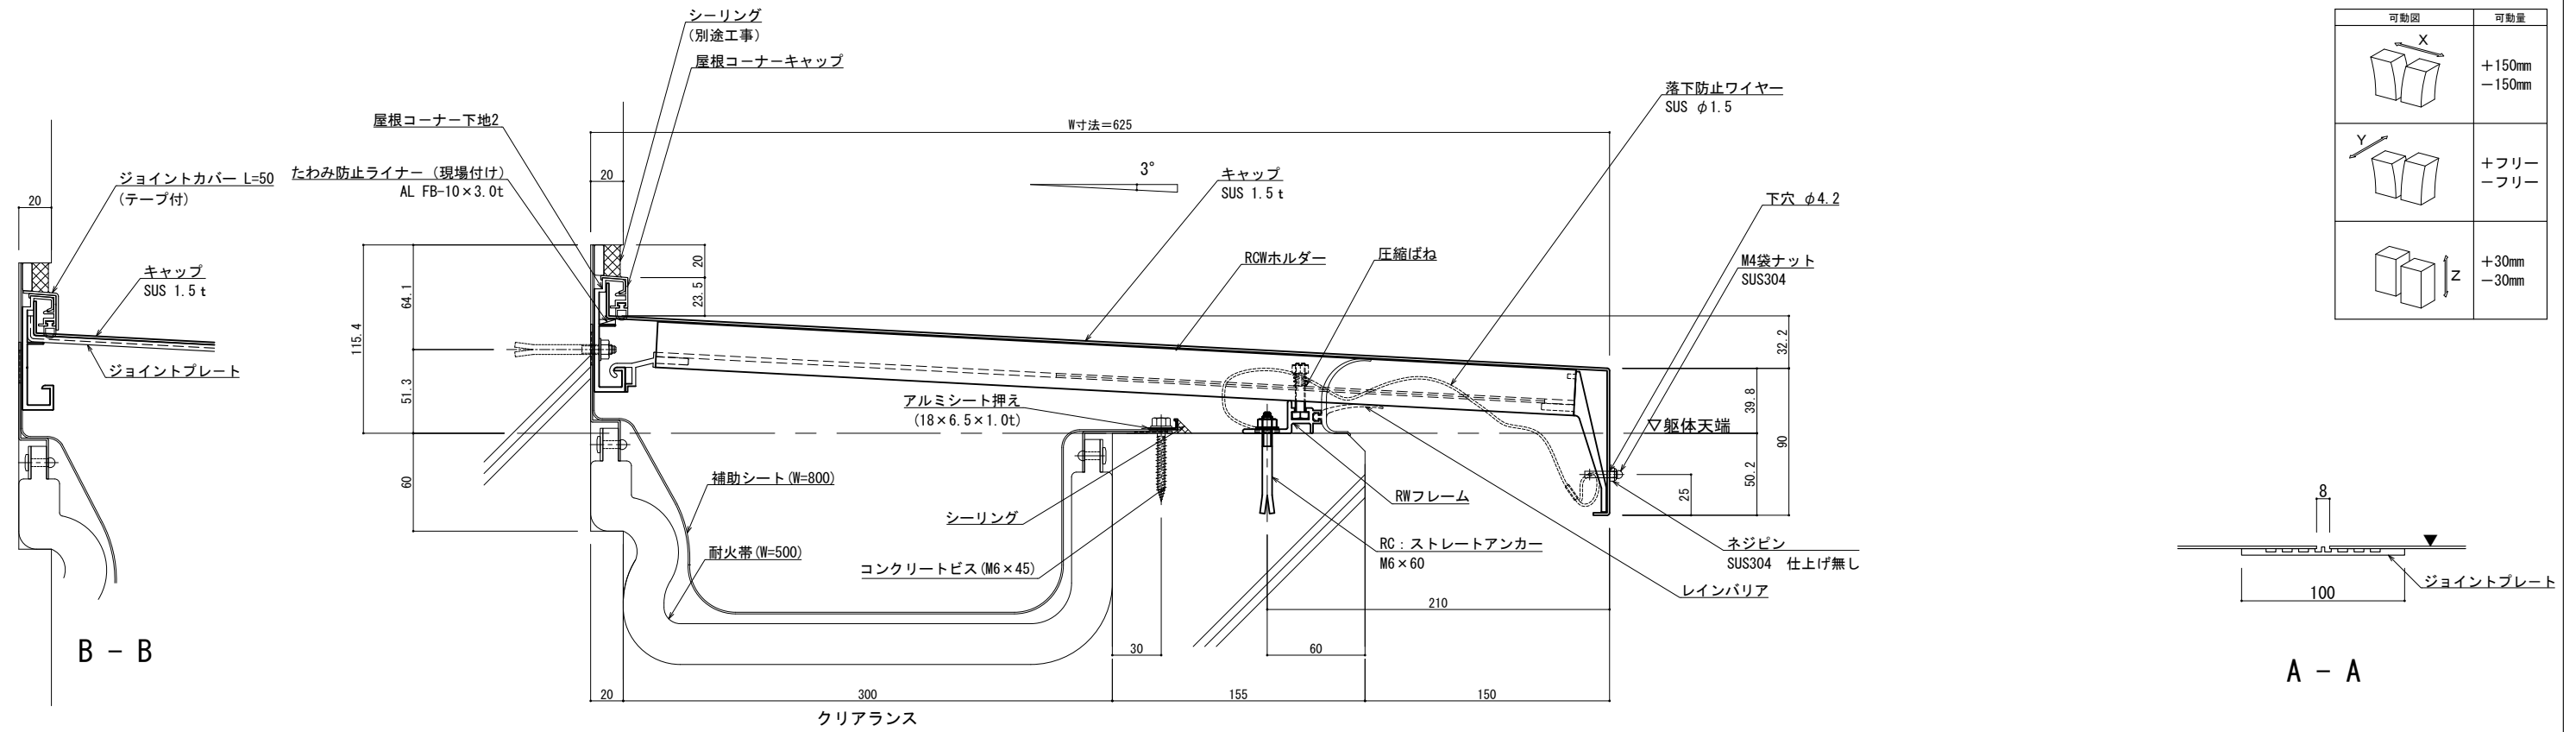 シーリング
(別途工事)
屋根コーナーキャップ
屋根コーナー下地2
たわみ防止ライナー (現場付け)
AL FB-10×3.0t
ジョイントカバー L=50
(テープ付)
20
キャップ
SUS 1.5ｔ
ジョイントプレート
B － B
W寸法＝625
20
3°
キャップ
SUS 1.5ｔ
落下防止ワイヤー
SUS φ1.5
下穴 φ4.2
M4袋ナット
SUS304
RCWホルダー
圧縮ばね
20
23.5
64.1
115.4
51.3
60
32.2
39.8
▽躯体天端
90
50.2
25
アルミシート押え
(18×6.5×1.0t)
補助シート(W=800)
シーリング
RWフレーム
耐火帯(W=500)
コンクリートビス(M6×45)
RC：ストレートアンカー
M6×60
ネジピン
SUS304　仕上げ無し
レインバリア
210
30
60
20
300
155
150
クリアランス
可動図
可動量
X
＋150mm
－150mm
Y
＋フリー
－フリー
Z
＋30mm
－30mm
8
ジョイントプレート
100
A － A